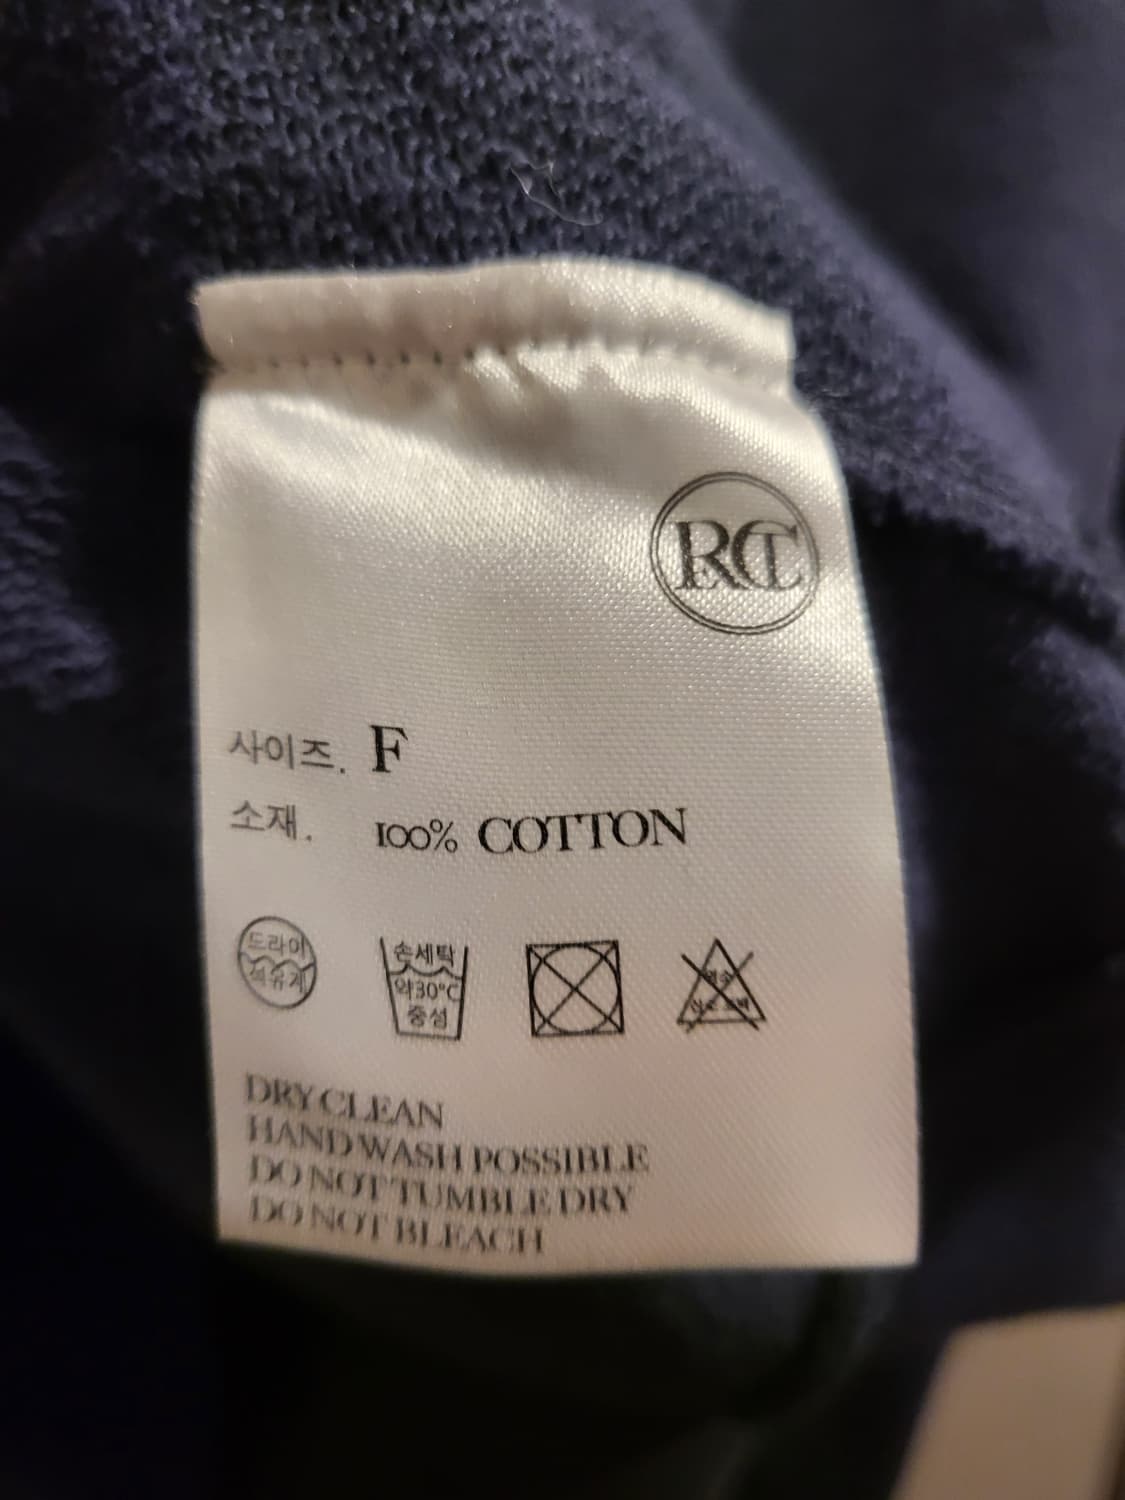 RCT
사이즈. F
소재. 100% COTTON
드라이
석유계
손세탁
약30°C
중성
DRY CLEAN
HAND WASH POSSIBLE
DO NOT TUMBLE DRY
DO NOT BLEACH